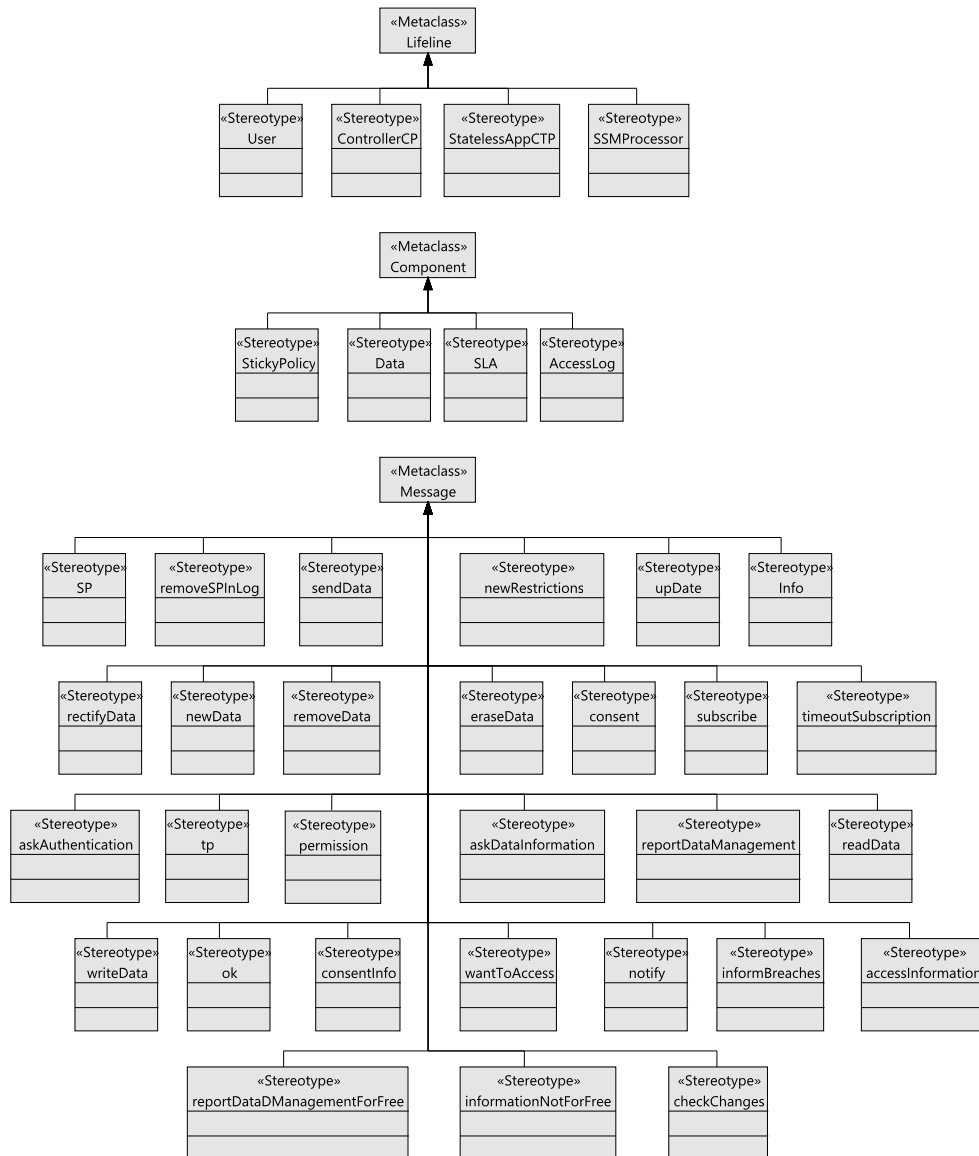 «Metaclass»
Lifeline
«Stereotype» «Stereotype» «Stereotype» «Stereotype»
User ControllerCP StatelessAppCTP SSMProcessor
«Metaclass»
Component
«Stereotype» «Stereotype» «Stereotype» «Stereotype»
StickyPolicy Data SLA AccessLog
«Metaclass»
Message
«Stereotype» «Stereotype» «Stereotype» «Stereotype» «Stereotype» «Stereotype»
SP removeSPInLog sendData newRestrictions upDate Info
«Stereotype» «Stereotype» «Stereotype» «Stereotype» «Stereotype» «Stereotype» «Stereotype»
rectifyData newData removeData eraseData consent subscribe timeoutSubscription
«Stereotype» «Stereotype» «Stereotype» «Stereotype» «Stereotype» «Stereotype»
askAuthentication tp permission askDataInformation reportDataManagement readData
«Stereotype» «Stereotype» «Stereotype» «Stereotype» «Stereotype» «Stereotype» «Stereotype»
writeData ok consentInfo wantToAccess notify informBreaches accessInformation
«Stereotype» «Stereotype» «Stereotype»
reportDataDManagementForFree informationNotForFree checkChanges